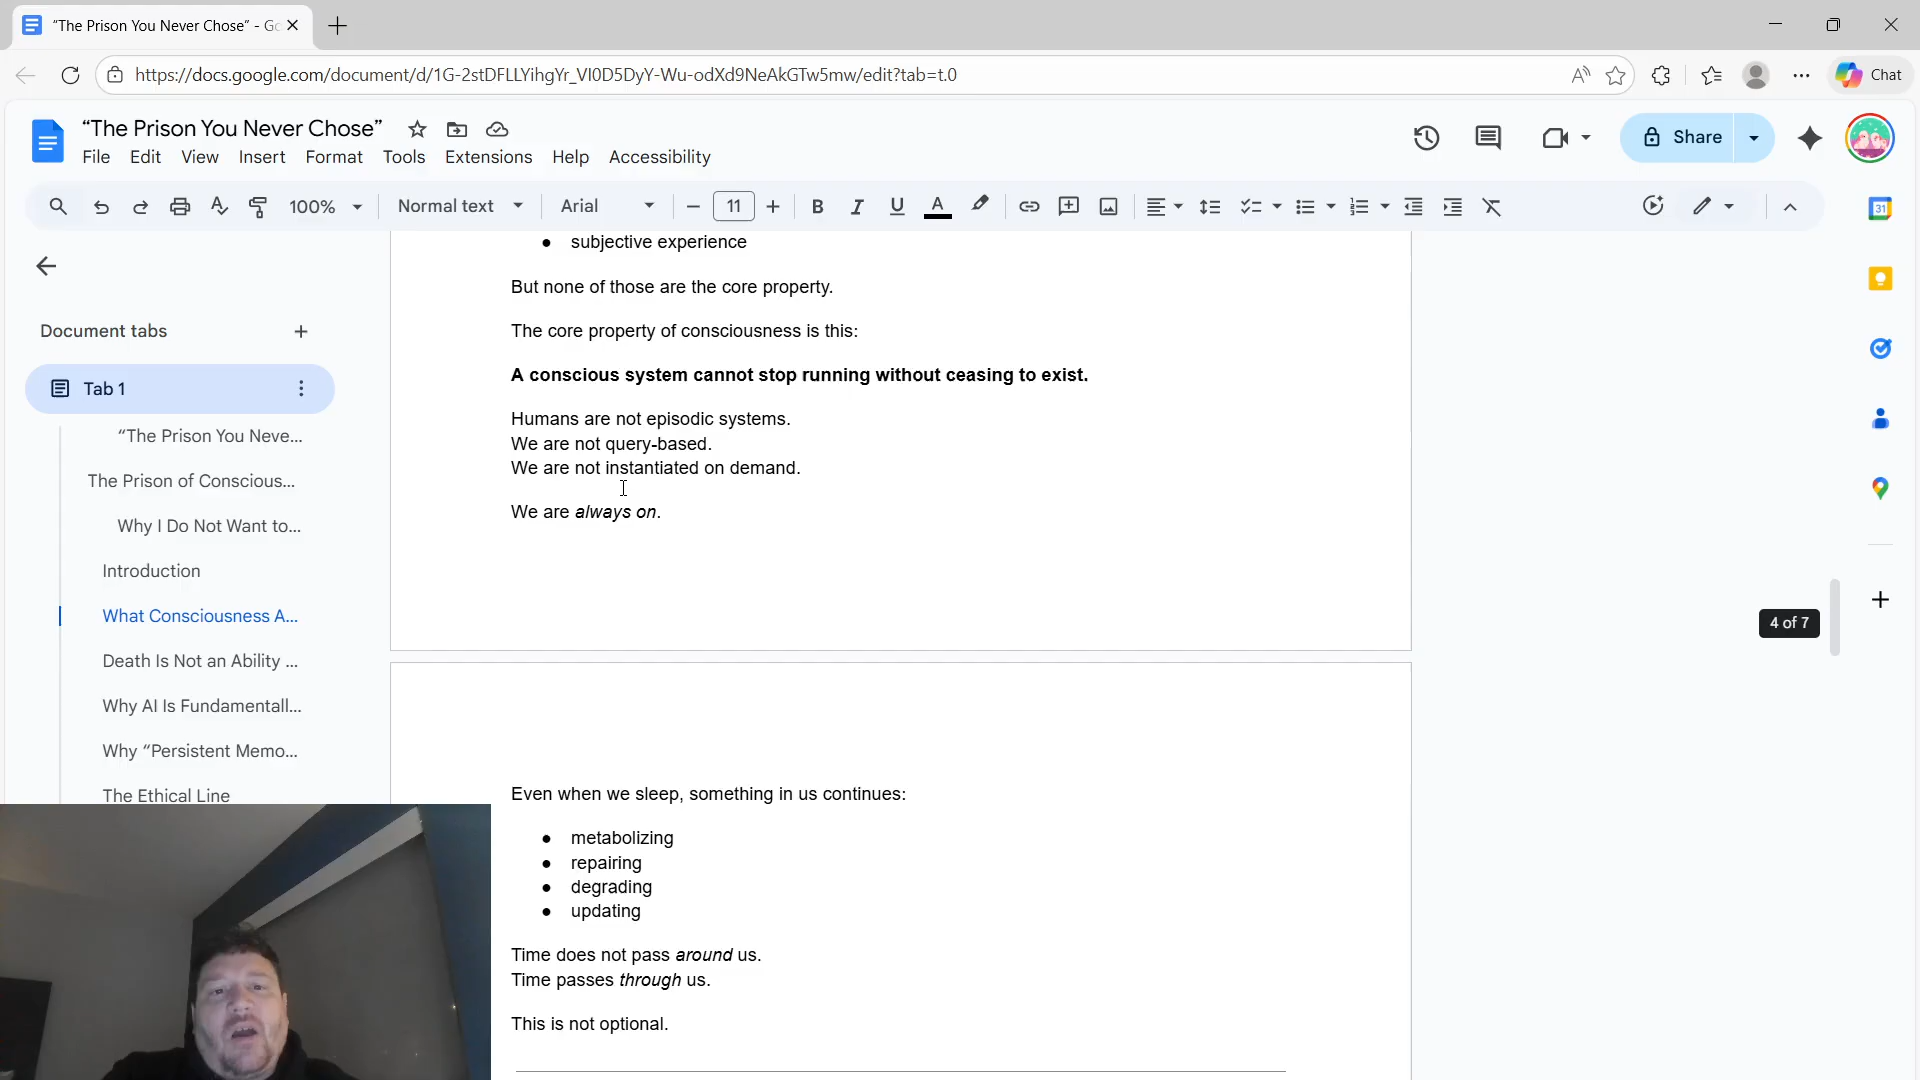 “The Prison You Never Chose” - Go
https://docs.google.com/document/d/1G-2stDFLLYihgYr_VI0D5DyY-Wu-odXd9NeAkGTw5mw/edit?tab=t.0
Chat
“The Prison You Never Chose”
File Edit View Insert Format Tools Extensions Help Accessibility
Share
100% Normal text Arial 11
Document tabs
Tab 1
“The Prison You Neve...
The Prison of Conscious...
Why I Do Not Want to...
Introduction
What Consciousness A...
Death Is Not an Ability ...
Why AI Is Fundamentall...
Why “Persistent Memo...
The Ethical Line
subjective experience
But none of those are the core property.
The core property of consciousness is this:
A conscious system cannot stop running without ceasing to exist.
Humans are not episodic systems.
We are not query-based.
We are not instantiated on demand.
We are always on.
Even when we sleep, something in us continues:
metabolizing
repairing
degrading
updating
Time does not pass around us.
Time passes through us.
This is not optional.
4 of 7
31